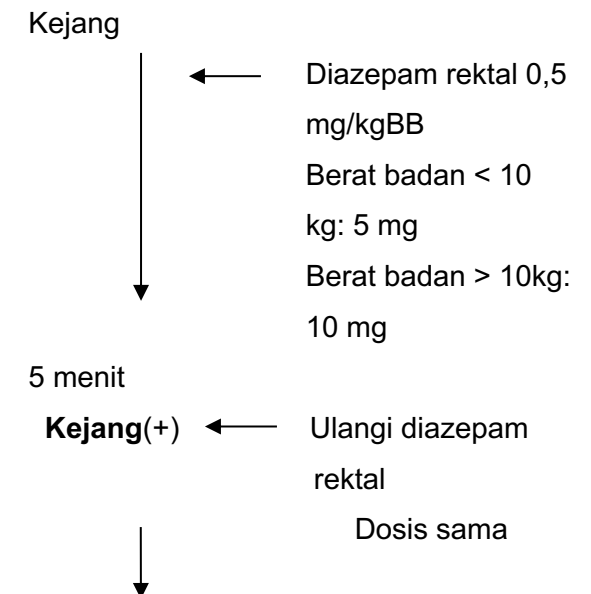 Kejang
Diazepam rektal 0,5
mg/kgBB
Berat badan < 10
kg: 5 mg
Berat badan > 10kg:
10 mg
5 menit
Kejang(+)
Ulangi diazepam
rektal
Dosis sama